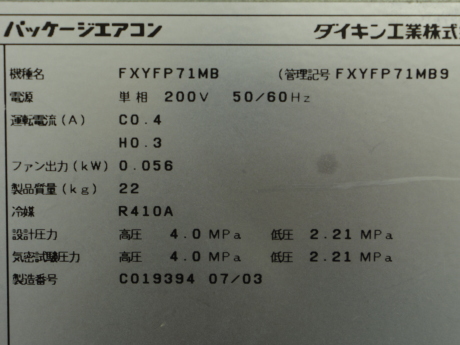 パッケージエアコン ダイキン工業株式
機種名 FXYFP71MB (管理記号 FXYFP71MB9
電源 単相 200V 50/60Hz
運転電流(A) C0.4
H0.3
ファン出力(kW) 0.056
製品質量(kg) 22
冷媒 R410A
設計圧力 高圧 4.0 MPa 低圧 2.21 MPa
気密試験圧力 高圧 4.0 MPa 低圧 2.21 MPa
製造番号 C019394 07/03